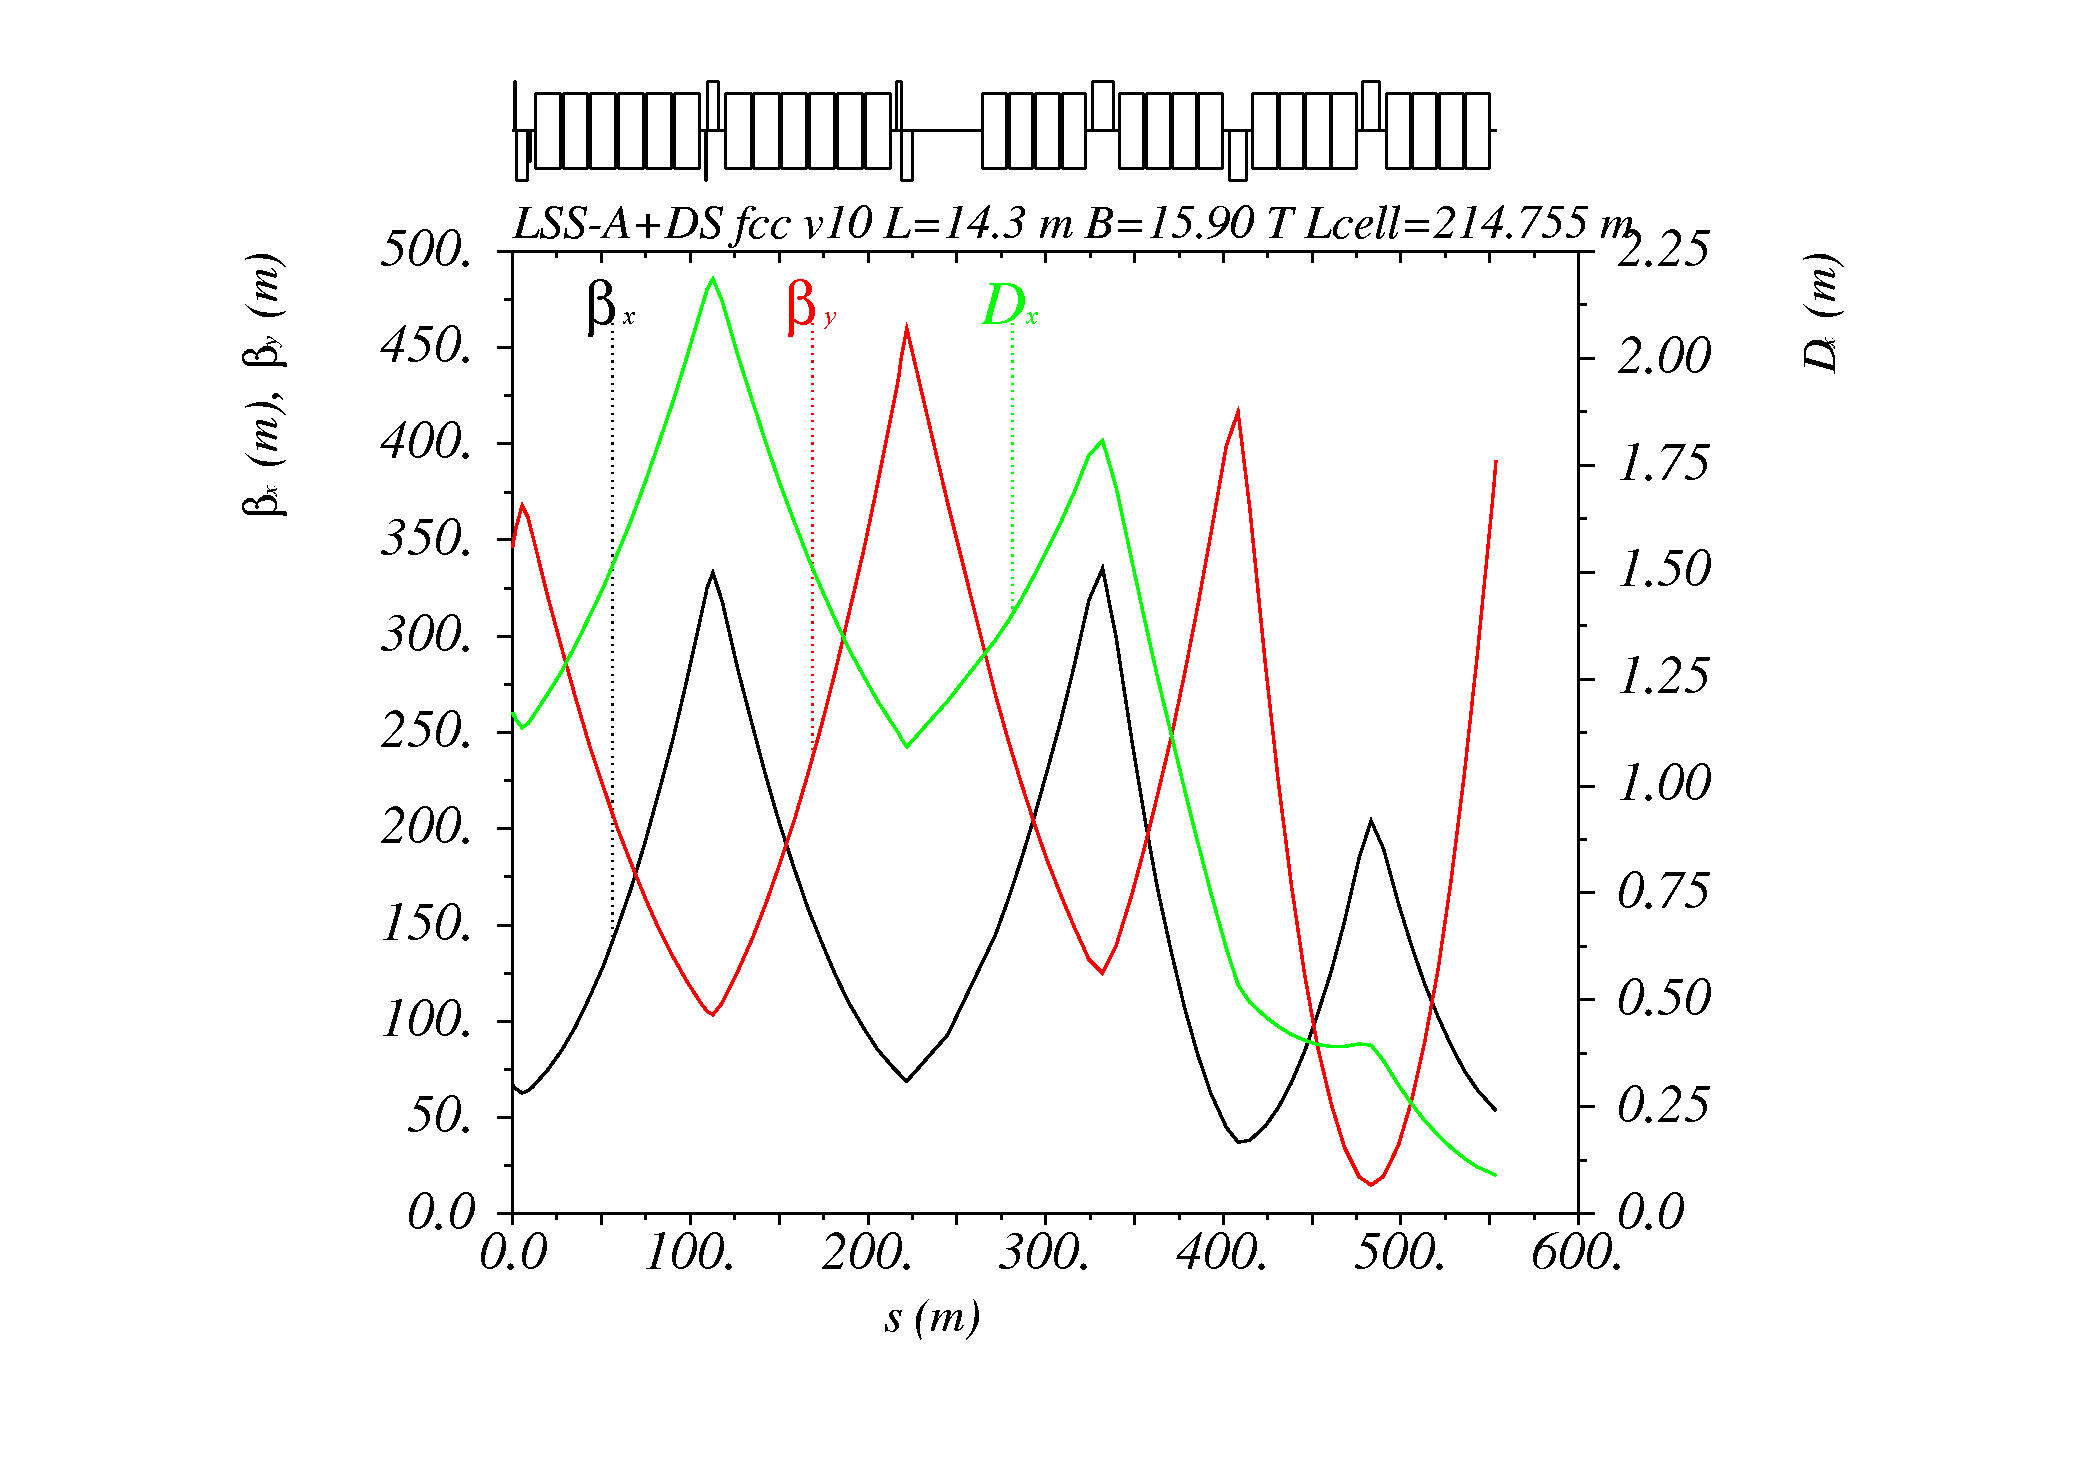 LSS-A+DS fcc v10 L=14.3 m B=15.90 T Lcell=214.755 m
βx (m), βy (m)
500.
450.
400.
350.
300.
250.
200.
150.
100.
50.
0.0
βx
βy
Dx
2.25
2.00
1.75
1.50
1.25
1.00
0.75
0.50
0.25
0.0
Dx (m)
0.0 100. 200. 300. 400. 500. 600.
s (m)